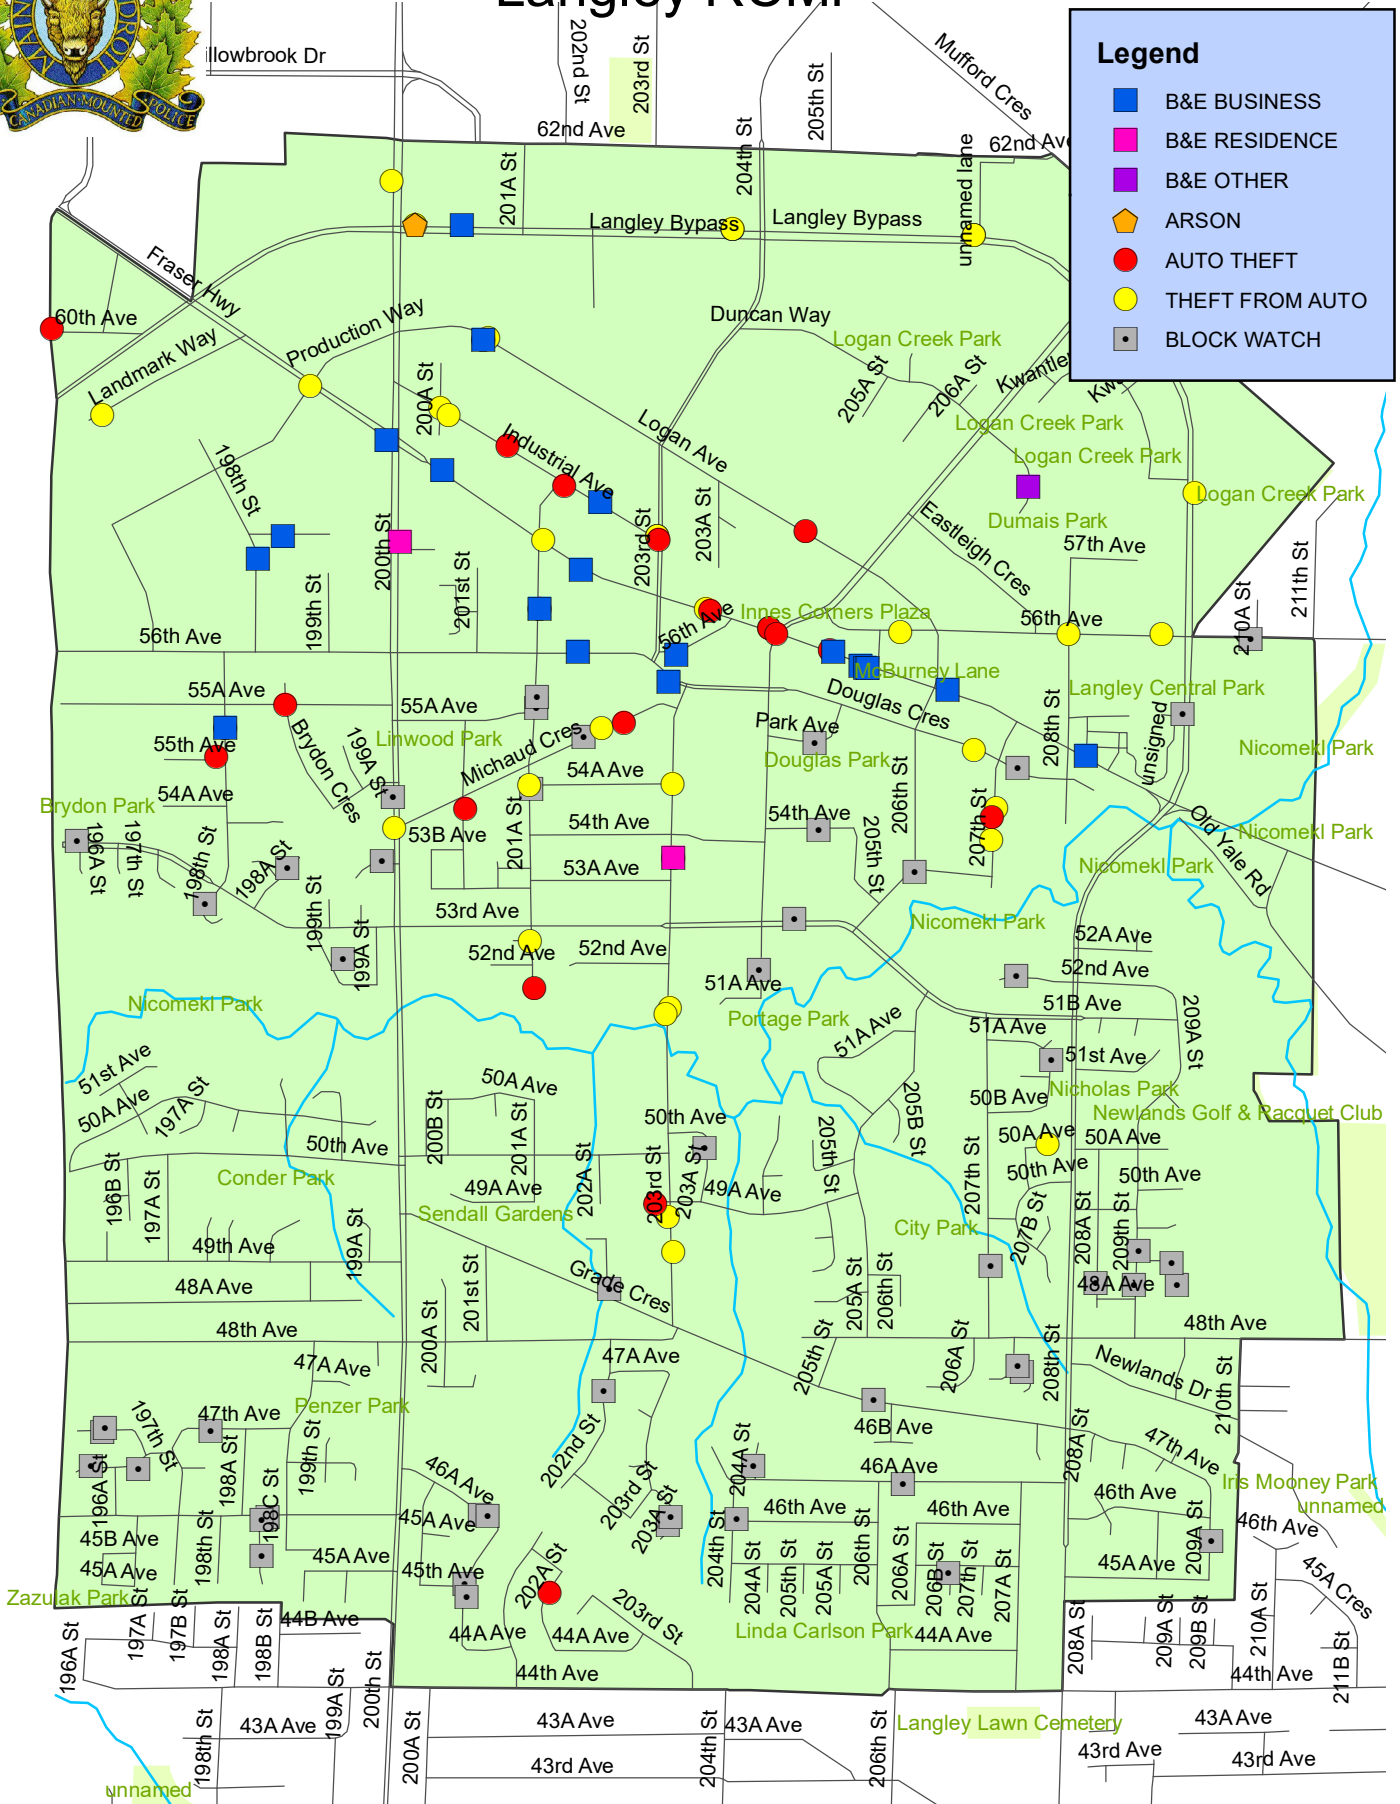 Langley RCMP
CANADIAN MOUNTED POLICE
Legend
B&E BUSINESS
B&E RESIDENCE
B&E OTHER
ARSON
AUTO THEFT
THEFT FROM AUTO
BLOCK WATCH
202nd St
203rd St
205th St
Mufford Cres
62nd Ave
204th St
unnamed lane
201A St
Langley Bypass
Langley Bypass
Fraser Hwy
60th Ave
Landmark Way
Production Way
Duncan Way
Logan Creek Park
200A St
205A St
206A St
Logan Creek Park
Logan Creek Park
Logan Creek Park
Logan Ave
Industrial Ave
198th St
200th St
203rd St
203A St
Eastleigh Cres
Dumais Park
57th Ave
211th St
210A St
199th St
201st St
56th Ave
56th Ave
Innes Corners Plaza
56th Ave
McBurney Lane
55A Ave
55A Ave
Douglas Cres
Langley Central Park
208th St
unsigned
Linwood Park
Park Ave
Douglas Park
Nicomekl Park
55th Ave
Brydon Cres
199A St
Michaud Cres
54A Ave
54A Ave
Brydon Park
53B Ave
201A St
54th Ave
54th Ave
209th St
207th St
Old Yale Rd
Nicomekl Park
196A St
197th St
198th St
198A St
53A Ave
205th St
Nicomekl Park
199th St
199A St
53rd Ave
52nd Ave
52nd Ave
Nicomekl Park
52A Ave
52nd Ave
51A Ave
51B Ave
209A St
Nicomekl Park
Portage Park
51A Ave
51A Ave
51st Ave
51st Ave
50A Ave
197A St
50A Ave
200B St
201A St
50th Ave
50B Ave
Nicholas Park
Newlands Golf & Racquet Club
205B St
205th St
50A Ave
50A Ave
50th Ave
196B St
197A St
Conder Park
202A St
203rd St
203A St
49A Ave
49A Ave
207th St
50th Ave
50th Ave
Sendall Gardens
City Park
207B St
208A St
209th St
49th Ave
199A St
48A Ave
201st St
Grade Cres
205A St
206th St
48A Ave
48th Ave
48th Ave
200A St
47A Ave
47A Ave
205th St
206A St
208th St
Newlands Dr
210th St
Penzer Park
197th St
47th Ave
198A St
199th St
202nd St
46B Ave
208A St
47th Ave
196A St
198C St
46A Ave
203rd St
204A St
46A Ave
Iris Mooney Park
unnamed
45A Ave
203A St
204th St
46th Ave
46th Ave
46th Ave
46th Ave
45B Ave
198th St
45A Ave
45A Ave
45th Ave
202A St
204A St
205th St
205A St
206th St
206A St
206B St
207th St
207A St
45A Ave
209A St
45A Cres
Zazulak Park
197A St
197B St
198A St
198B St
44B Ave
44A Ave
44A Ave
203rd St
Linda Carlson Park
44A Ave
208A St
209A St
209B St
210A St
196A St
199A St
200th St
44th Ave
44th Ave
211B St
198th St
43A Ave
200A St
43A Ave
204th St
43A Ave
206th St
Langley Lawn Cemetery
43A Ave
43rd Ave
43rd Ave
43rd Ave
unnamed